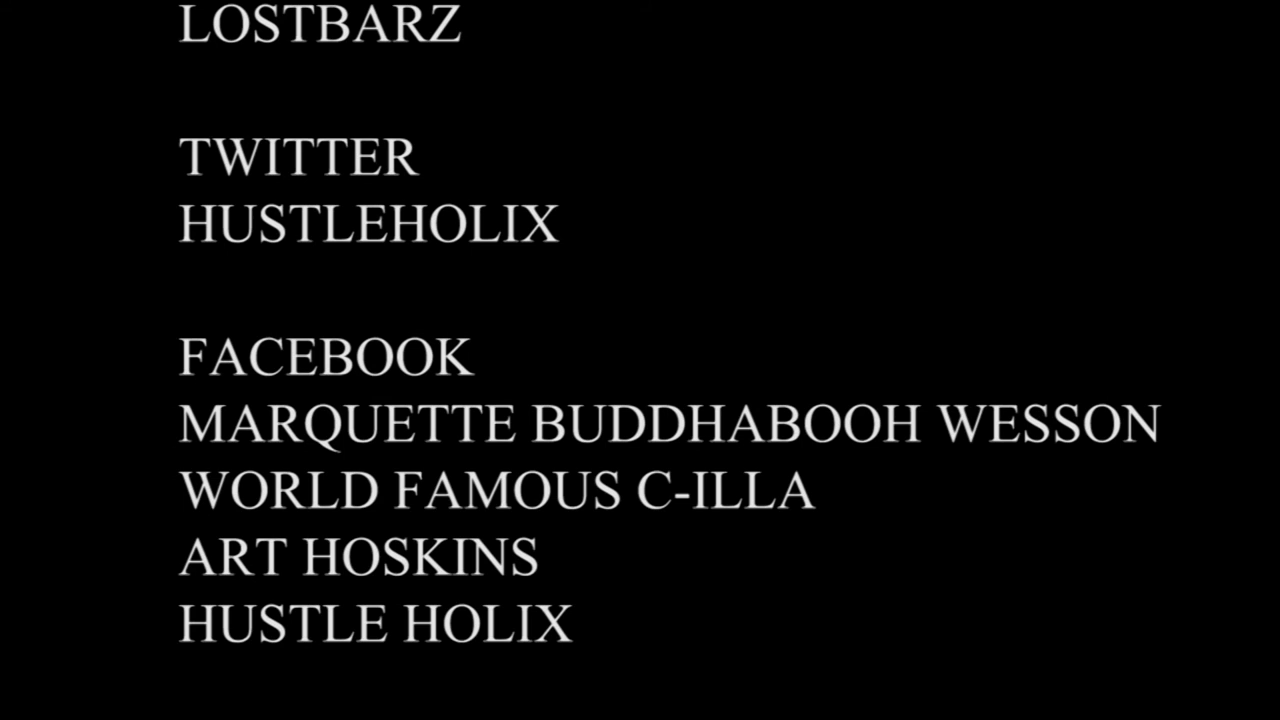 LOSTBARZ
TWITTER
HUSTLEHOLIX
FACEBOOK
MARQUETTE BUDDHABOOH WESSON
WORLD FAMOUS C-ILLA
ART HOSKINS
HUSTLE HOLIX